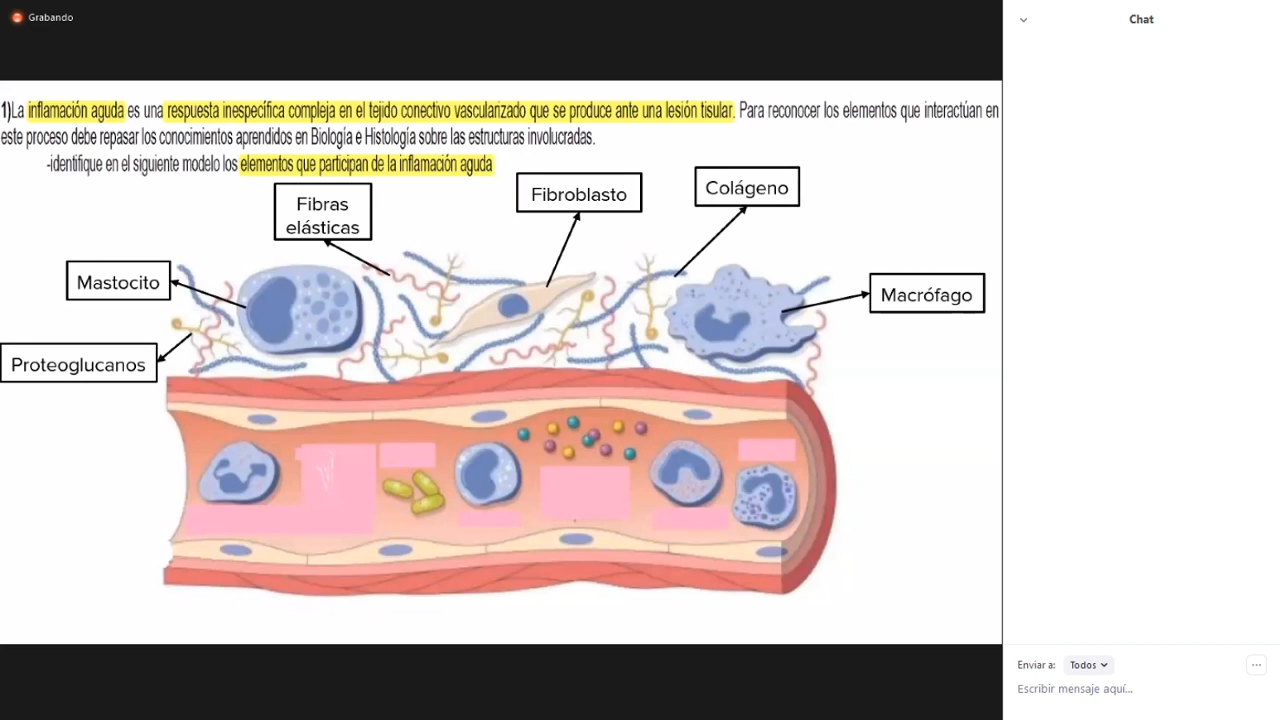 Grabando
Chat
1)La inflamación aguda es una respuesta inespecífica compleja en el tejido conectivo vascularizado que se produce ante una lesión tisular. Para reconocer los elementos que interactúan en
este proceso debe repasar los conocimientos aprendidos en Biología e Histología sobre las estructuras involucradas.
-identifique en el siguiente modelo los elementos que participan de la inflamación aguda
Fibras
elásticas
Fibroblasto
Colágeno
Mastocito
Macrófago
Proteoglucanos
Enviar a: Todos
Escribir mensaje aquí...